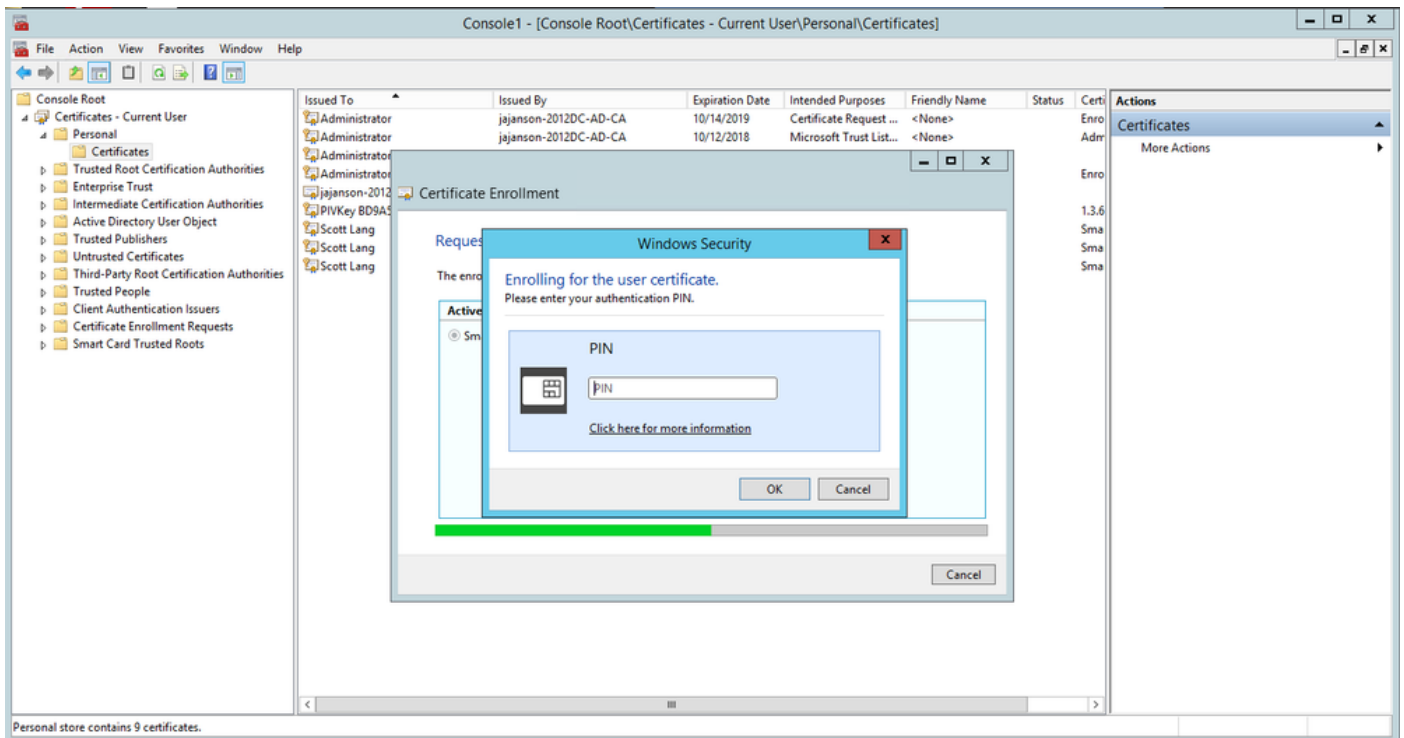 Console1 - [Console Root\Certificates - Current User\Personal\Certificates]
File Action View Favorites Window Help
Console Root
Certificates - Current User
Personal
Certificates
Trusted Root Certification Authorities
Enterprise Trust
Intermediate Certification Authorities
Active Directory User Object
Trusted Publishers
Untrusted Certificates
Third-Party Root Certification Authorities
Trusted People
Client Authentication Issuers
Certificate Enrollment Requests
Smart Card Trusted Roots
Issued To Issued By Expiration Date Intended Purposes Friendly Name Status Certi
Administrator jajanson-2012DC-AD-CA 10/14/2019 Certificate Request ... <None> Enro
Administrator jajanson-2012DC-AD-CA 10/12/2018 Microsoft Trust List... <None> Adm
Administrator
Administrator Enro
jajanson-2012
PIVKey BD9A5 1.3.6
Scott Lang Sma
Scott Lang Sma
Scott Lang Sma
Certificate Enrollment
Reques
The enro
Active
Sm
Windows Security
Enrolling for the user certificate.
Please enter your authentication PIN.
PIN
PIN
Click here for more information
OK Cancel
Cancel
Actions
Certificates
More Actions
Personal store contains 9 certificates.